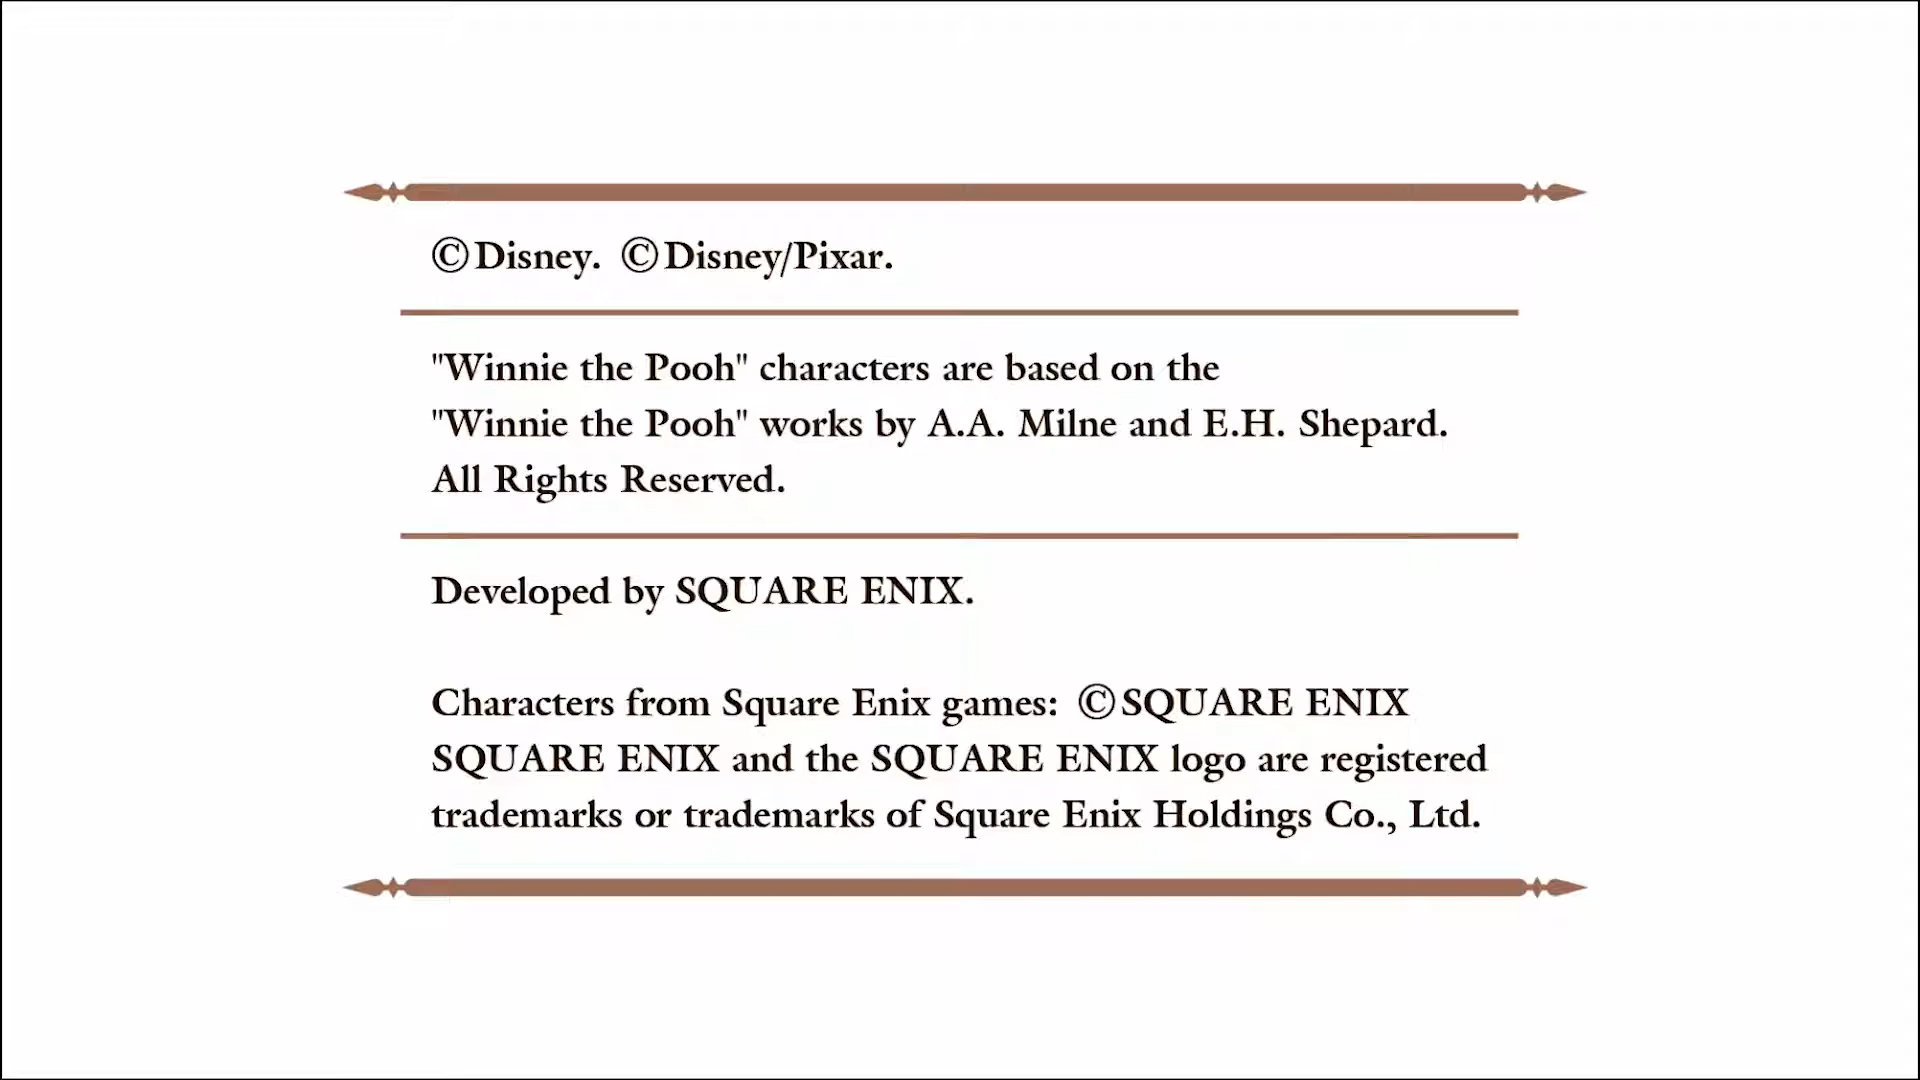 ©Disney. ©Disney/Pixar.
"Winnie the Pooh" characters are based on the
"Winnie the Pooh" works by A.A. Milne and E.H. Shepard.
All Rights Reserved.
Developed by SQUARE ENIX.
Characters from Square Enix games: ©SQUARE ENIX
SQUARE ENIX and the SQUARE ENIX logo are registered
trademarks or trademarks of Square Enix Holdings Co., Ltd.